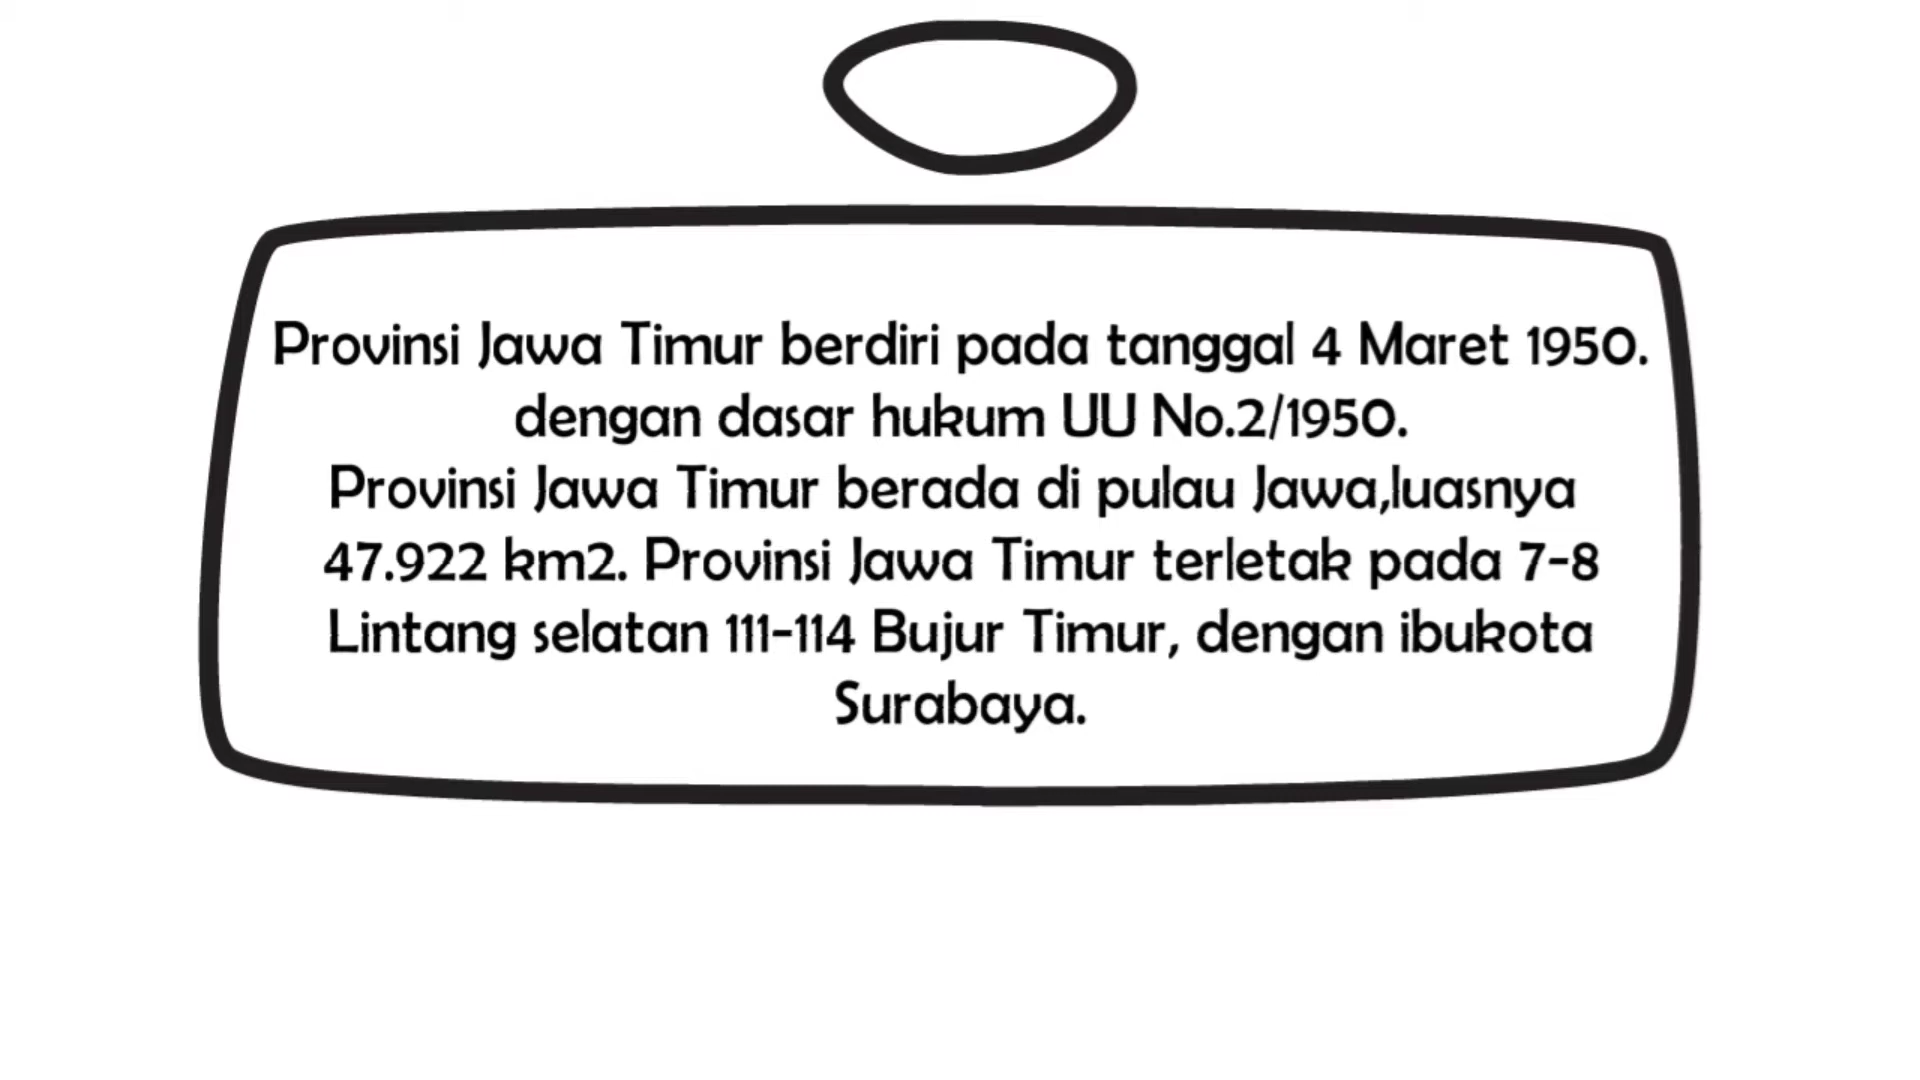 Provinsi Jawa Timur berdiri pada tanggal 4 Maret 1950.
dengan dasar hukum UU No.2/1950.
Provinsi Jawa Timur berada di pulau Jawa,luasnya
47.922 km2. Provinsi Jawa Timur terletak pada 7-8
Lintang selatan 111-114 Bujur Timur, dengan ibukota
Surabaya.